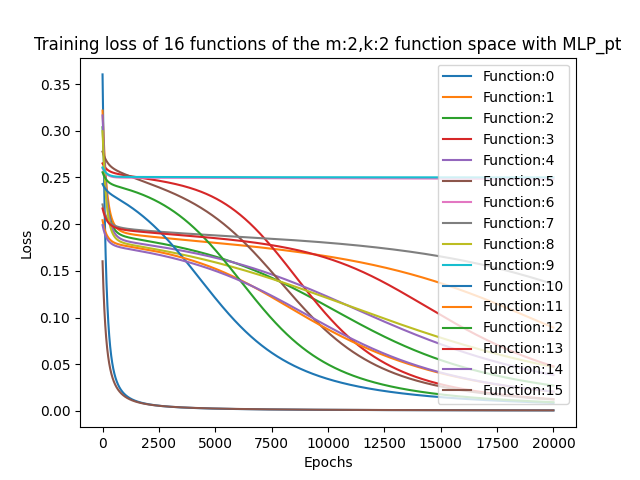 Training loss of 16 functions of the m:2,k:2 function space with MLP_pt
Loss
0.35
0.30
0.25
0.20
0.15
0.10
0.05
0.00
Function:0
Function:1
Function:2
Function:3
Function:4
Function:5
Function:6
Function:7
Function:8
Function:9
Function:10
Function:11
Function:12
Function:13
Function:14
Function:15
0 2500 5000 7500 10000 12500 15000 17500 20000
Epochs